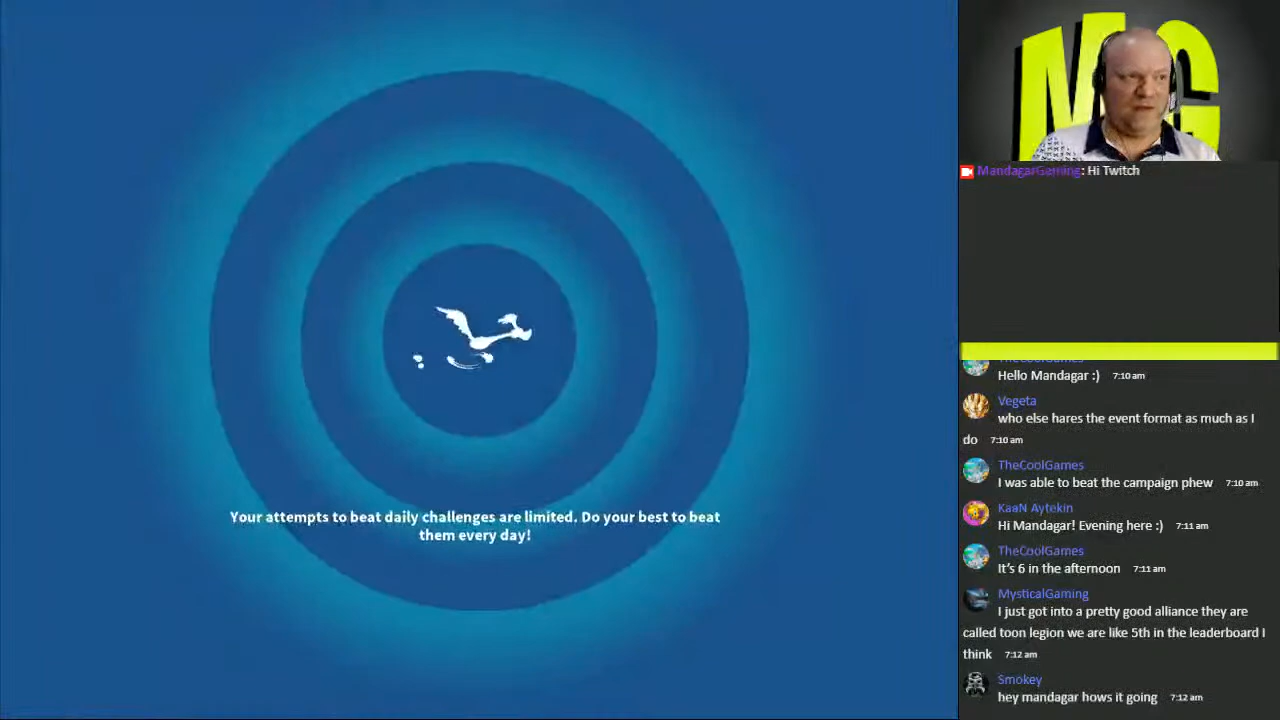 MG
MandagarGaming: Hi Twitch
TheCoolGames
Hello Mandagar :) 7:10 am
Vegeta
who else hares the event format as much as I
do 7:10 am
TheCoolGames
I was able to beat the campaign phew 7:10 am
KaaN Aytekin
Hi Mandagar! Evening here :) 7:11 am
TheCoolGames
It's 6 in the afternoon 7:11 am
MysticalGaming
I just got into a pretty good alliance they are
called toon legion we are like 5th in the leaderboard I
think 7:12 am
Smokey
hey mandagar hows it going 7:12 am
Your attempts to beat daily challenges are limited. Do your best to beat
them every day!